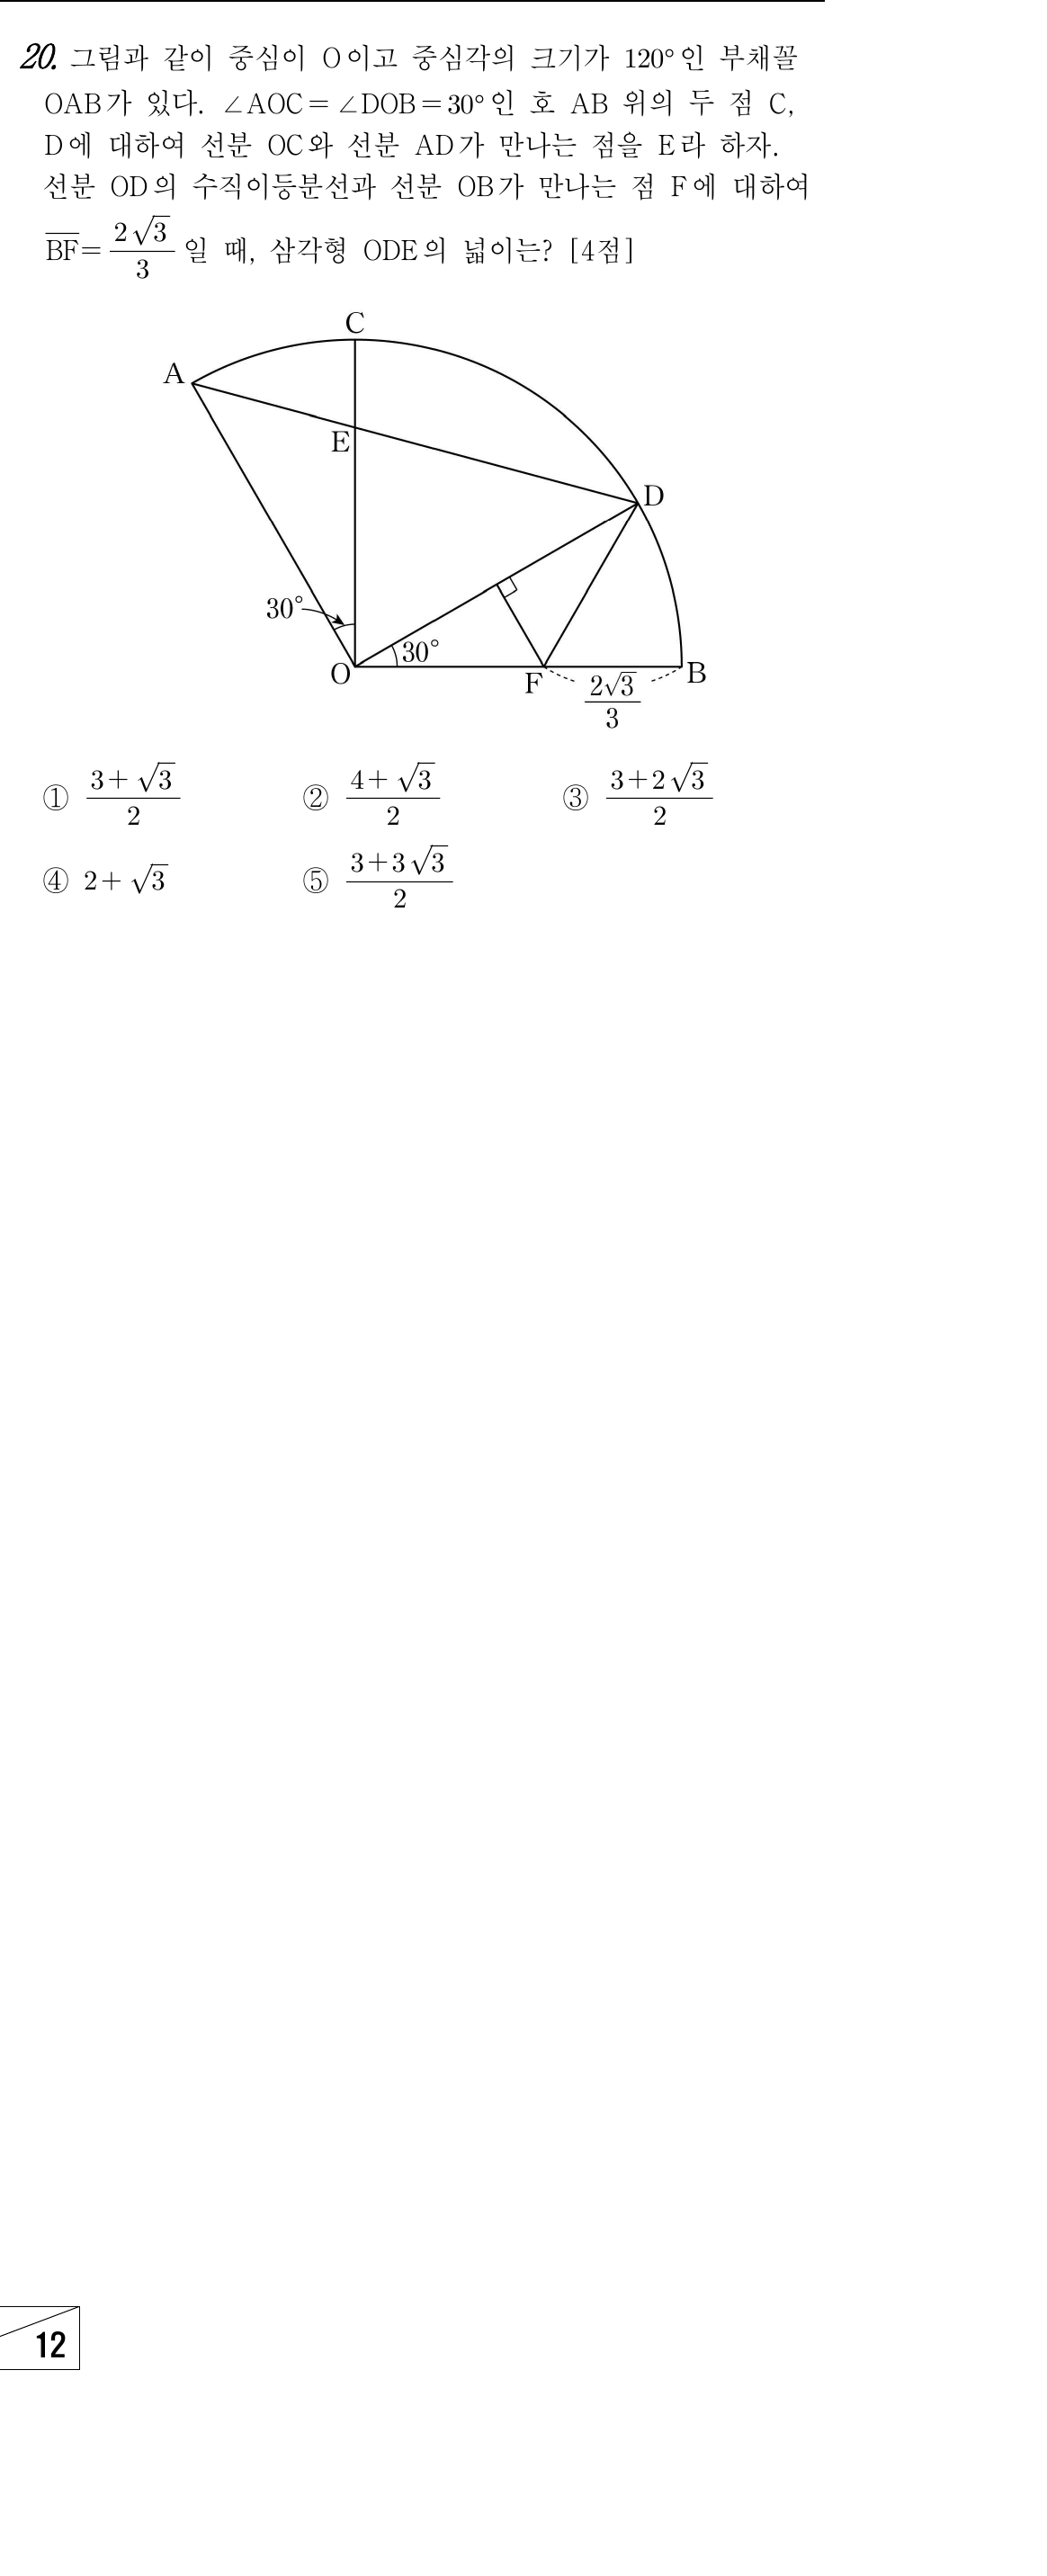 20. 그림과 같이 중심이 O이고 중심각의 크기가 120°인 부채꼴
OAB가 있다. ∠AOC=∠DOB=30°인 호 AB 위의 두 점 C,
D에 대하여 선분 OC와 선분 AD가 만나는 점을 E라 하자.
선분 OD의 수직이등분선과 선분 OB가 만나는 점 F에 대하여
B̅F̅=2√3/3일 때, 삼각형 ODE의 넓이는? [4점]
C
A
E
D
30°
30°
O
F
B
2√3/3
① (3+√3)/2 ② (4+√3)/2 ③ (3+2√3)/2
④ 2+√3 ⑤ (3+3√3)/2
12